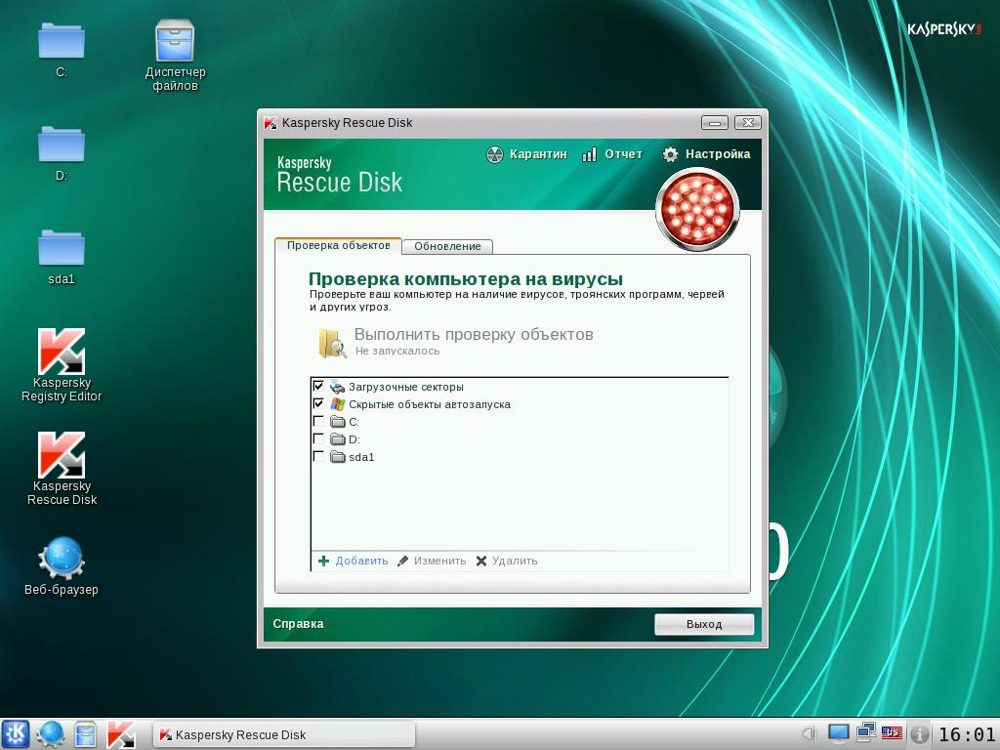 C:
Диспетчер
файлов
D:
sda1
Kaspersky
Registry Editor
Kaspersky
Rescue Disk
Веб-браузер
KASPERSKY
Kaspersky Rescue Disk
Карантин Отчет Настройка
Kaspersky
Rescue Disk
Проверка объектов Обновление
Проверка компьютера на вирусы
Проверьте ваш компьютер на наличие вирусов, троянских программ, червей
и других угроз.
Выполнить проверку объектов
Не запускалось
Загрузочные секторы
Скрытые объекты автозапуска
C:
D:
sda1
Добавить Изменить Удалить
Справка Выход
0
Kaspersky Rescue Disk
US
16:01